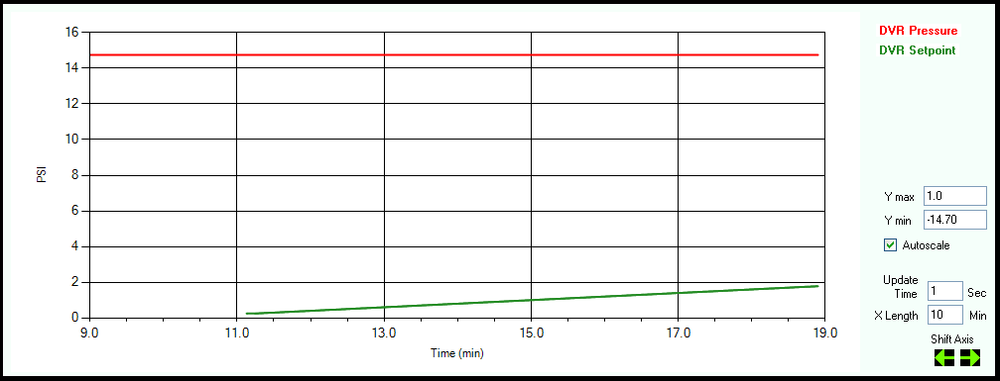 DVR Pressure
DVR Setpoint
16
14
12
10
8
6
4
2
0
PSI
9.0 11.0 13.0 15.0 17.0 19.0
Time (min)
Y max 1.0
Y min -14.70
Autoscale
Update Time 1 Sec
X Length 10 Min
Shift Axis